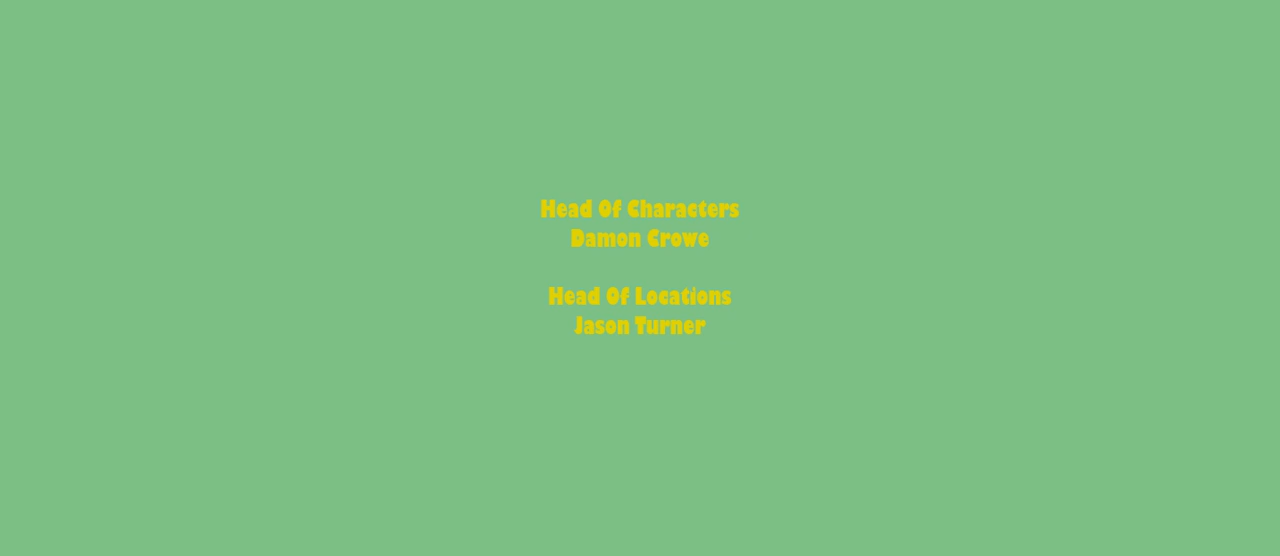 Head Of Characters
Damon Crowe
Head Of Locations
Jason Turner